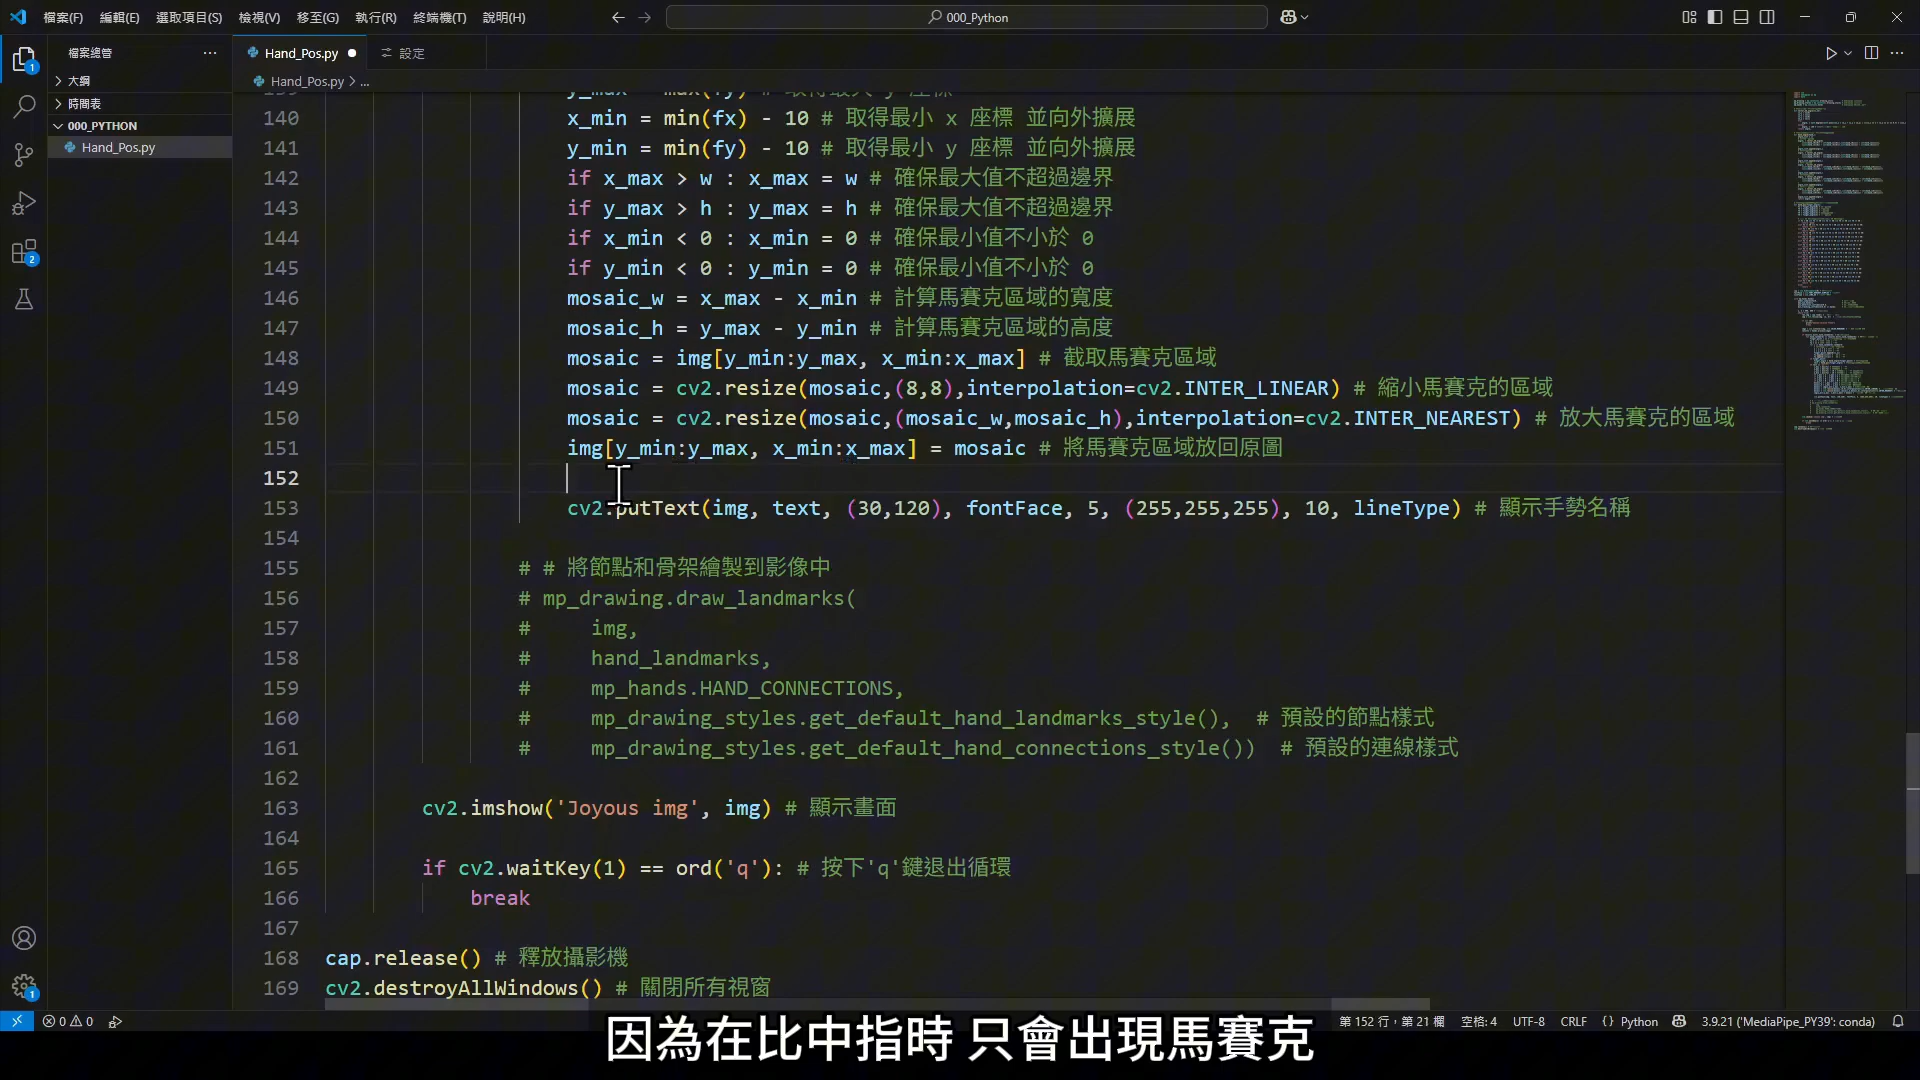 檔案(F) 編輯(E) 選取項目(S) 檢視(V) 移至(G) 執行(R) 終端機(T) 說明(H) 000_Python
檔案總管
大綱
時間表
000_PYTHON
Hand_Pos.py
1
2
1
Hand_Pos.py 設定
Hand_Pos.py > ...
140 x_min = min(fx) - 10 # 取得最小 x 座標 並向外擴展
141 y_min = min(fy) - 10 # 取得最小 y 座標 並向外擴展
142 if x_max > w : x_max = w # 確保最大值不超過邊界
143 if y_max > h : y_max = h # 確保最大值不超過邊界
144 if x_min < 0 : x_min = 0 # 確保最小值不小於 0
145 if y_min < 0 : y_min = 0 # 確保最小值不小於 0
146 mosaic_w = x_max - x_min # 計算馬賽克區域的寬度
147 mosaic_h = y_max - y_min # 計算馬賽克區域的高度
148 mosaic = img[y_min:y_max, x_min:x_max] # 截取馬賽克區域
149 mosaic = cv2.resize(mosaic,(8,8),interpolation=cv2.INTER_LINEAR) # 縮小馬賽克的區域
150 mosaic = cv2.resize(mosaic,(mosaic_w,mosaic_h),interpolation=cv2.INTER_NEAREST) # 放大馬賽克的區域
151 img[y_min:y_max, x_min:x_max] = mosaic # 將馬賽克區域放回原圖
152
153 cv2.putText(img, text, (30,120), fontFace, 5, (255,255,255), 10, lineType) # 顯示手勢名稱
154
155 # # 將節點和骨架繪製到影像中
156 # mp_drawing.draw_landmarks(
157 # img,
158 # hand_landmarks,
159 # mp_hands.HAND_CONNECTIONS,
160 # mp_drawing_styles.get_default_hand_landmarks_style(), # 預設的節點樣式
161 # mp_drawing_styles.get_default_hand_connections_style()) # 預設的連線樣式
162
163 cv2.imshow('Joyous img', img) # 顯示畫面
164
165 if cv2.waitKey(1) == ord('q'): # 按下'q'鍵退出循環
166 break
167
168 cap.release() # 釋放攝影機
169 cv2.destroyAllWindows() # 關閉所有視窗
0 0 第 152 行，第 21 欄 空格: 4 UTF-8 CRLF {} Python 3.9.21 ('MediaPipe_PY39': conda)
因為在比中指時 只會出現馬賽克